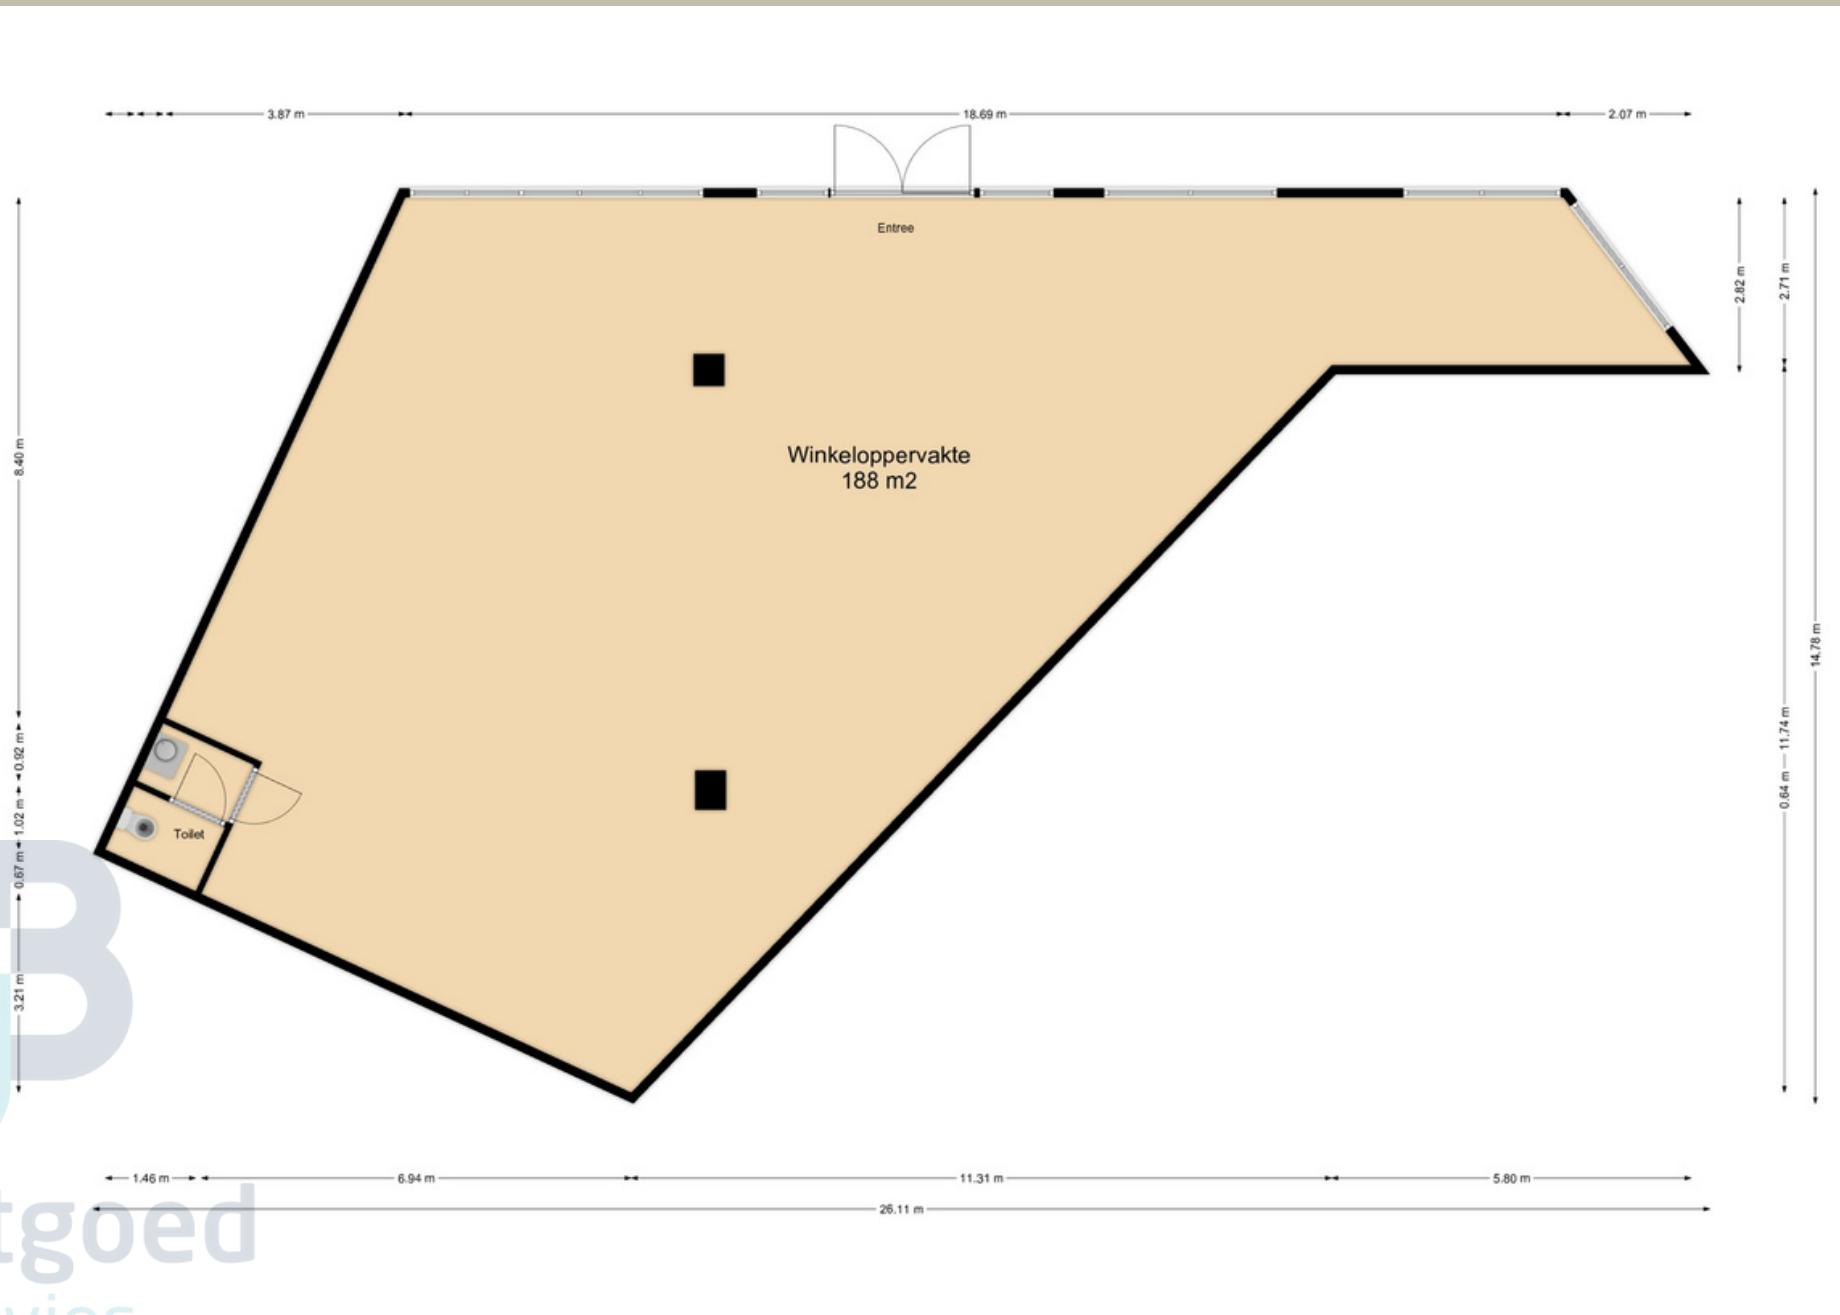 3.87 m
18.69 m
2.07 m
Entree
2.82 m
2.71 m
8.40 m
Winkeloppervakte
188 m2
14.78 m
0.92 m
11.74 m
0.64 m
1.02 m
Toilet
0.67 m
3.21 m
B
1.46 m
6.94 m
11.31 m
5.80 m
26.11 m
tgoed
vies